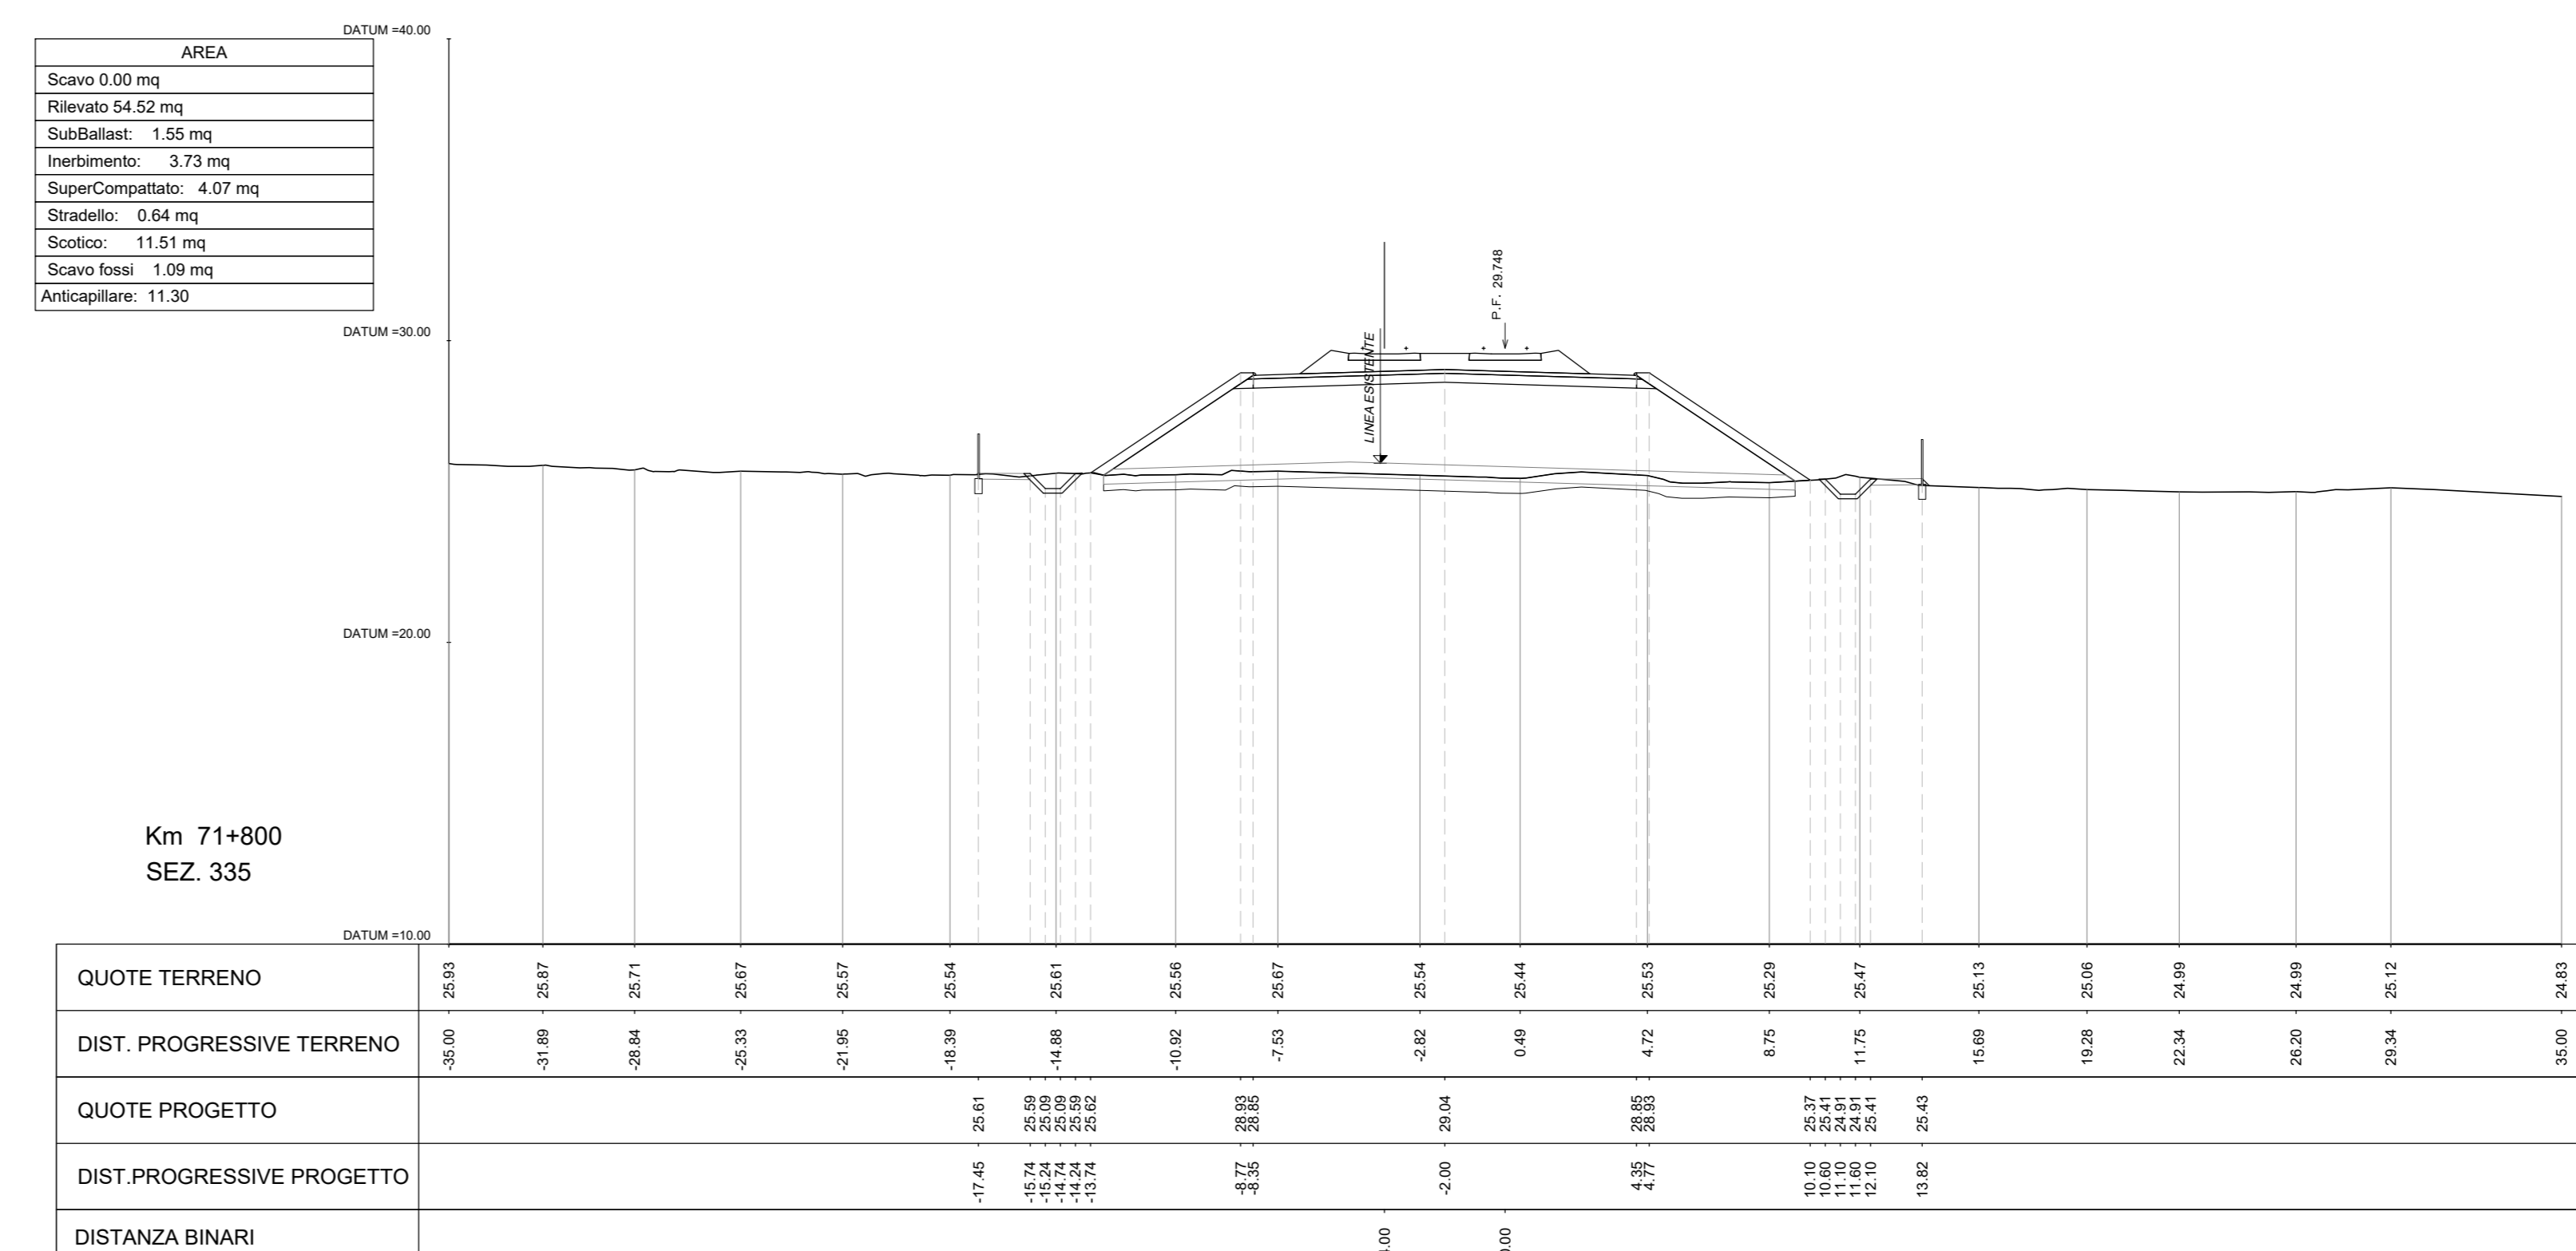 DATUM =40.00
AREA
Scavo 0.00 mq
Rilevato 54.52 mq
SubBallast: 1.55 mq
Inerbimento: 3.73 mq
SuperCompattato: 4.07 mq
Stradello: 0.64 mq
Scotico: 11.51 mq
Scavo fossi 1.09 mq
Anticapillare: 11.30
P.F. 29.748
DATUM =30.00
LINEA ESISTENTE
DATUM =20.00
Km 71+800
SEZ. 335
DATUM =10.00
QUOTE TERRENO 25.93 25.87 25.71 25.67 25.57 25.54 25.61 25.56 25.67 25.54 25.44 25.53 25.29 25.47 25.13 25.06 24.99 24.99 25.12 24.83
DIST. PROGRESSIVE TERRENO -35.00 -31.89 -28.84 -25.33 -21.95 -18.39 -14.88 -10.92 -7.53 -2.82 0.49 4.72 8.75 11.75 15.69 19.28 22.34 26.20 29.34 35.00
QUOTE PROGETTO 25.61 25.59 25.09 25.09 25.59 25.62 28.93 28.85 29.04 28.85 28.93 25.37 25.41 24.91 24.91 25.41 25.43
DIST.PROGRESSIVE PROGETTO -17.45 -15.74 -15.24 -14.74 -14.24 -13.74 -8.77 -8.35 -2.00 4.35 4.77 10.10 10.60 11.10 11.60 12.10 13.82
DISTANZA BINARI